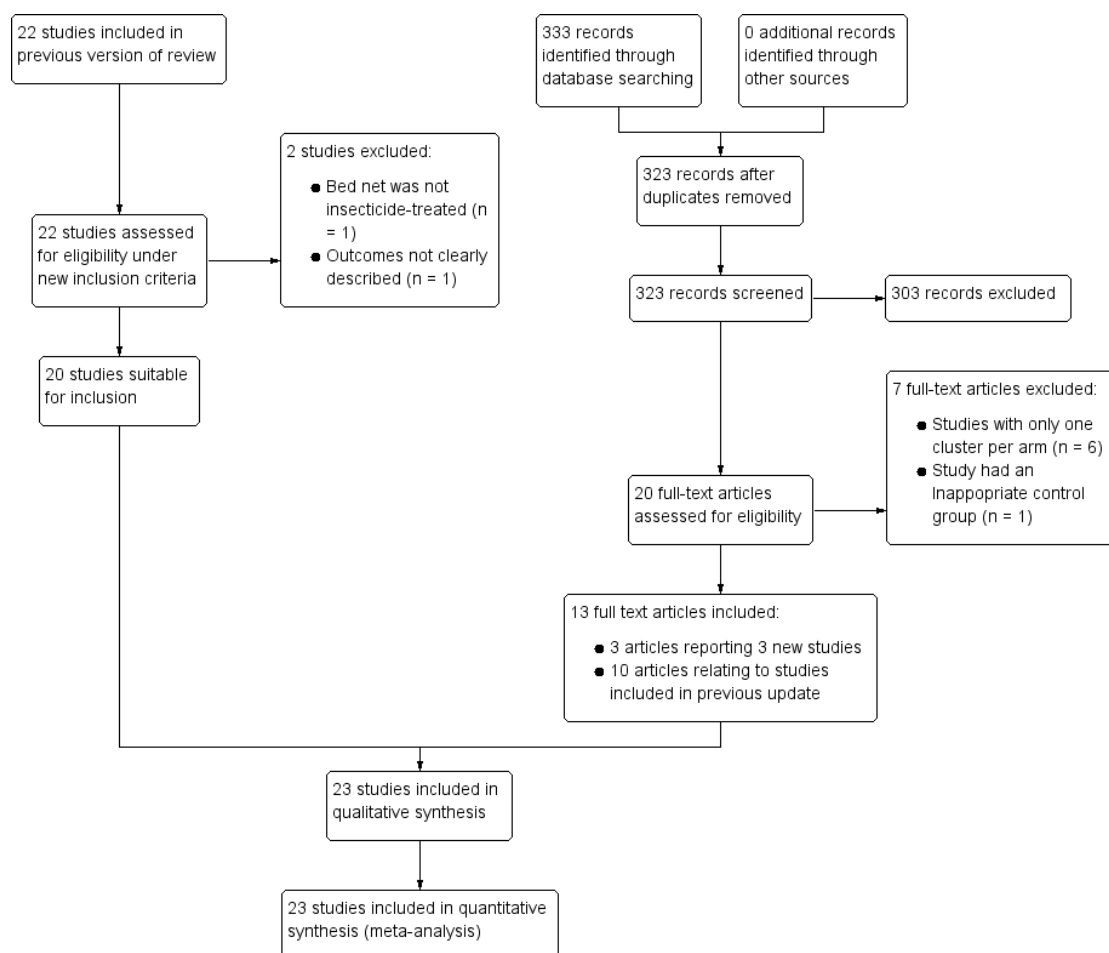 22 studies included in
previous version of review
333 records
identified through
database searching
0 additional records
identified through
other sources
2 studies excluded:
● Bed net was not
insecticide-treated (n
= 1)
● Outcomes not clearly
described (n = 1)
323 records after
duplicates removed
22 studies assessed
for eligibility under
new inclusion criteria
323 records screened
303 records excluded
20 studies suitable
for inclusion
7 full-text articles excluded:
● Studies with only one
cluster per arm (n = 6)
● Study had an
Inappopriate control
group (n = 1)
20 full-text articles
assessed for eligibility
13 full text articles included:
● 3 articles reporting 3 new studies
● 10 articles relating to studies
included in previous update
23 studies included in
qualitative synthesis
23 studies included in quantitative
synthesis (meta-analysis)